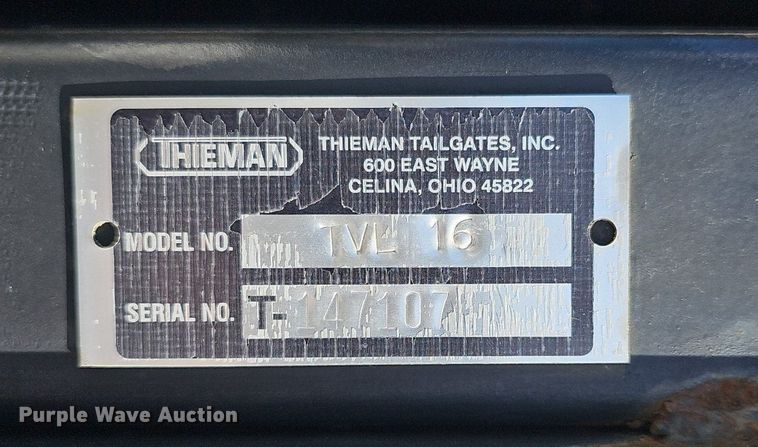 THIEMAN
THIEMAN TAILGATES, INC.
600 EAST WAYNE
CELINA, OHIO 45822
MODEL NO. TVL 16
SERIAL NO. T-147107
Purple Wave Auction